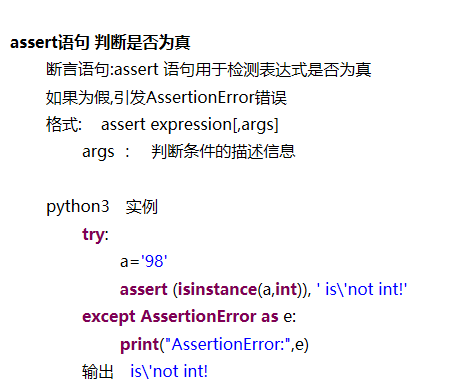 assert语句 判断是否为真
断言语句:assert 语句用于检测表达式是否为真
如果为假,引发AssertionError错误
格式: assert expression[,args]
args : 判断条件的描述信息
python3 实例
try:
a='98'
assert (isinstance(a,int)), ' is\'not int!'
except AssertionError as e:
print("AssertionError:",e)
输出 is\'not int!